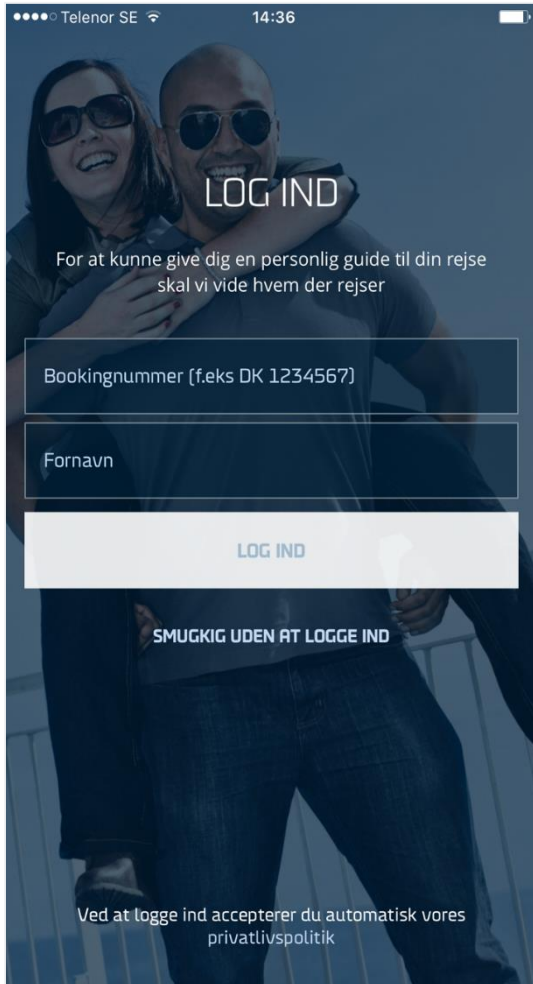 Telenor SE 14:36
LOG IND
For at kunne give dig en personlig guide til din rejse
skal vi vide hvem der rejser
Bookingnummer (f.eks DK 1234567)
Fornavn
LOG IND
SMUGKIG UDEN AT LOGGE IND
Ved at logge ind accepterer du automatisk vores
privatlivspolitik